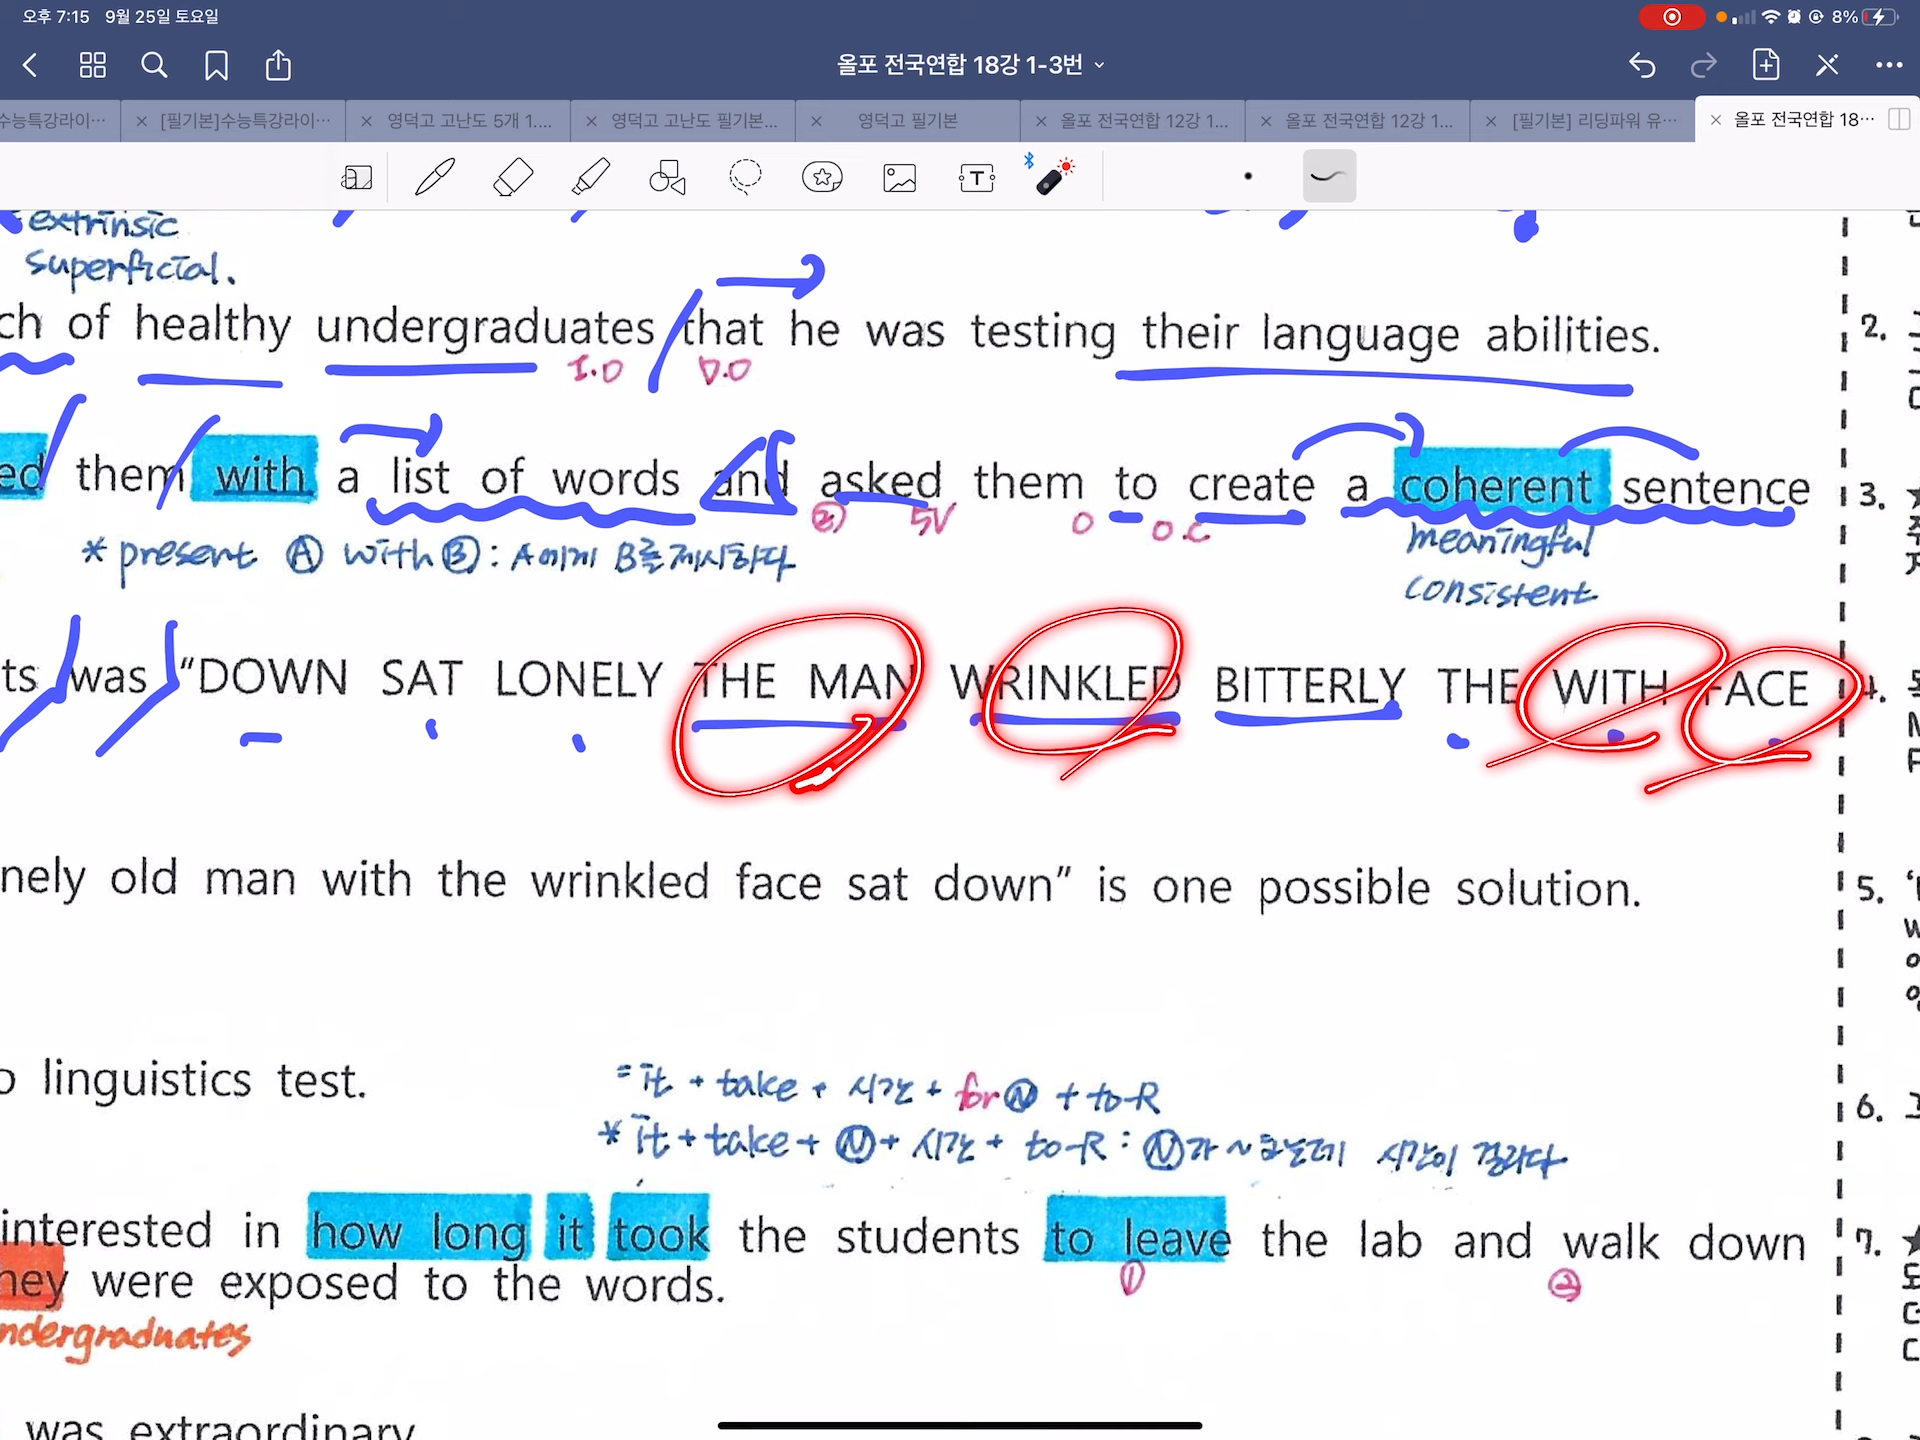 오후 7:15 9월 25일 토요일
8%
올포 전국연합 18강 1-3번
수능특강라이…
× [필기본]수능특강라이…
× 영덕고 고난도 5개 1....
× 영덕고 고난도 필기본...
× 영덕고 필기본
× 올포 전국연합 12강 1...
× 올포 전국연합 12강 1...
× [필기본] 리딩파워 유…
× 올포 전국연합 18…
extrinsic
superficial.
ch of healthy undergraduates that he was testing their language abilities.
I.O D.O
2.
ed them with a list of words and asked them to create a coherent sentence
② 5V O O.C
3.
* present Ⓐ with Ⓑ : A에게 B를 제시하다
meaningful
consistent
ts was “DOWN SAT LONELY THE MAN WRINKLED BITTERLY THE WITH FACE
4.
nely old man with the wrinkled face sat down” is one possible solution.
5.
o linguistics test.
= it + take + 시간 + for Ⓝ + to-R
6.
* it + take + Ⓝ + 시간 + to-R : Ⓝ가 ~하는데 시간이 걸리다
interested in how long it took the students to leave the lab and walk down
① ②
7.
hey were exposed to the words.
ndergraduates
was extraordinary